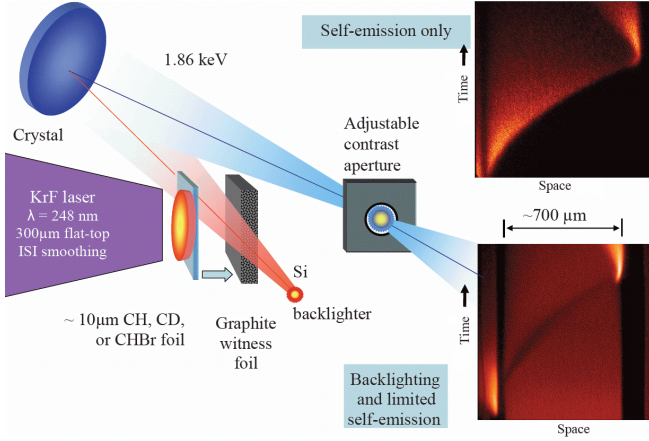 Self-emission only
1.86 keV
Time
Crystal
Adjustable
contrast
aperture
Space
KrF laser
λ = 248 nm
300μm flat-top
ISI smoothing
~700 μm
Si
backlighter
~ 10μm CH, CD,
or CHBr foil
Graphite
witness
foil
Time
Backlighting
and limited
self-emission
Space